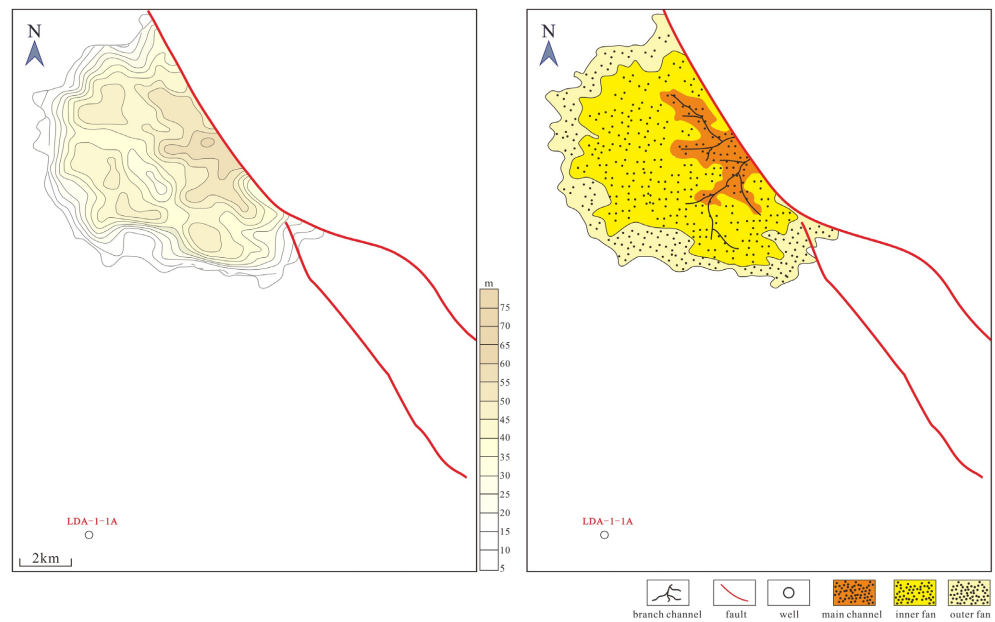 N
N
m
75
70
65
60
55
50
45
40
35
30
25
20
15
10
5
LDA-1-1A
LDA-1-1A
2km
branch channel
fault
well
main channel
inner fan
outer fan